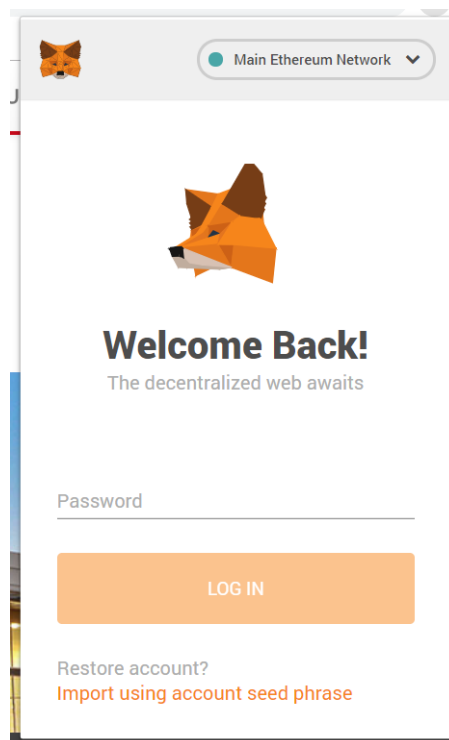 Main Ethereum Network
Welcome Back!
The decentralized web awaits
Password
LOG IN
Restore account?
Import using account seed phrase